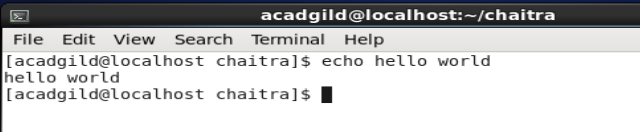 acadgild@localhost:~/chaitra
File Edit View Search Terminal Help
[acadgild@localhost chaitra]$ echo hello world
hello world
[acadgild@localhost chaitra]$